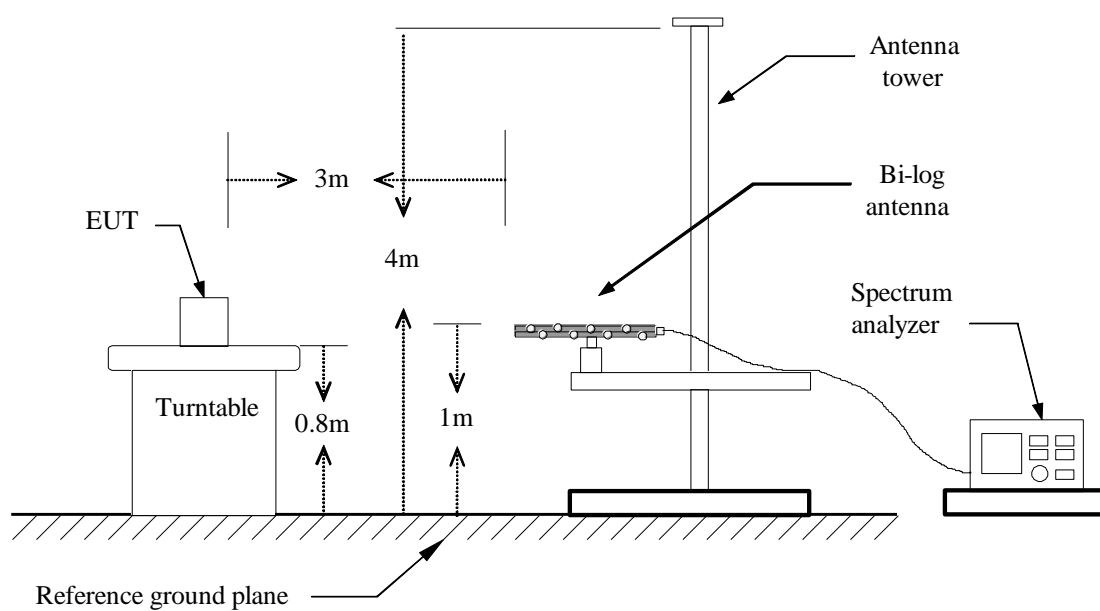 Antenna
tower
3m
Bi-log
antenna
EUT
4m
Spectrum
analyzer
Turntable
0.8m
1m
Reference ground plane